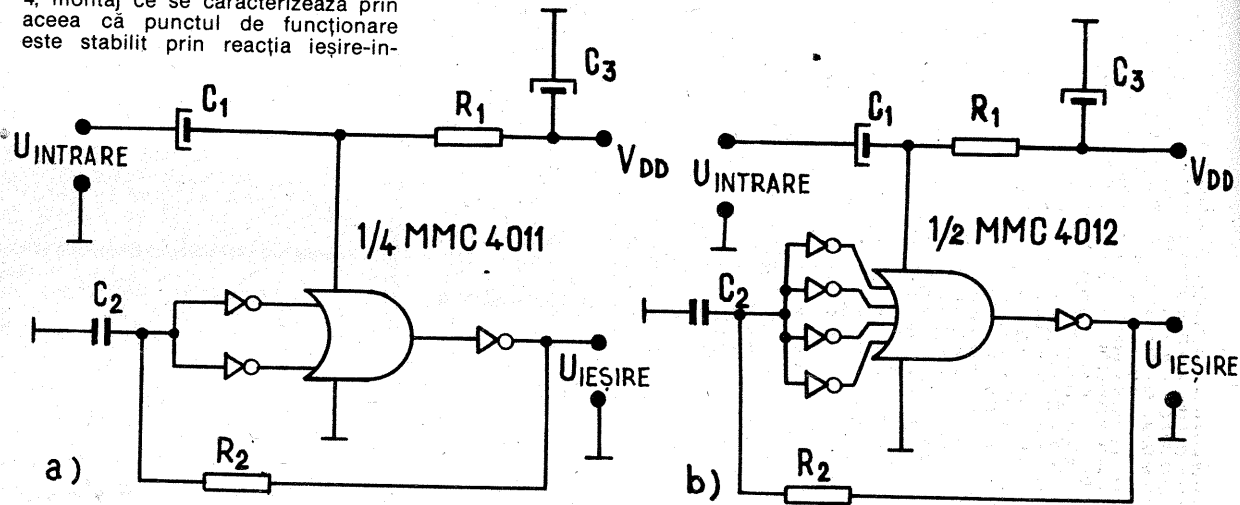 4, montaj ce se caracterizează prin
aceea că punctul de funcționare
este stabilit prin reacția ieșire-in-
C₃
C₁
R₁
UINTRARE
VDD
1/4 MMC 4011
C₂
UIEȘIRE
R₂
a)
C₃
C₁
R₁
UINTRARE
VDD
1/2 MMC 4012
C₂
UIEȘIRE
R₂
b)